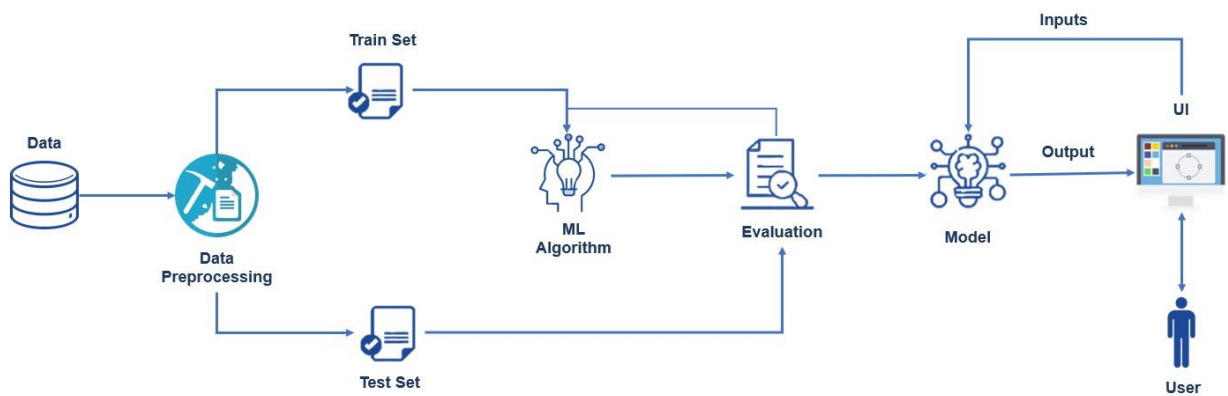 Inputs
Train Set
UI
Data
Output
ML
Algorithm
Evaluation
Model
Data
Preprocessing
Test Set
User